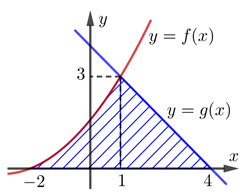 y
y = f(x)
3
y = g(x)
x
−2
1
4